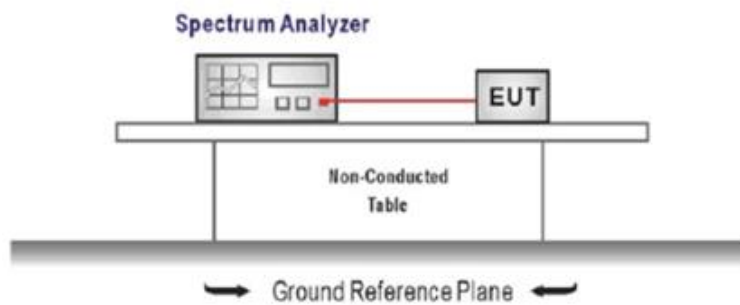 Spectrum Analyzer
EUT
Non-Conducted
Table
Ground Reference Plane